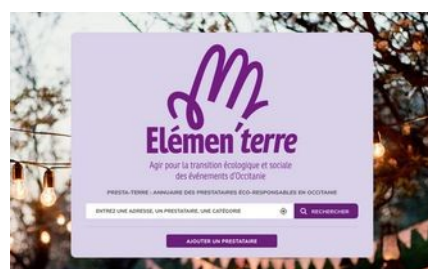 Elémen'terre
Agir pour la transition écologique et sociale
des événements d'Occitanie
PRESTA-TERRE : ANNUAIRE DES PRESTATAIRES ÉCO-RESPONSABLES EN OCCITANIE
ENTREZ UNE ADRESSE, UN PRESTATAIRE, UNE CATÉGORIE
RECHERCHER
AJOUTER UN PRESTATAIRE